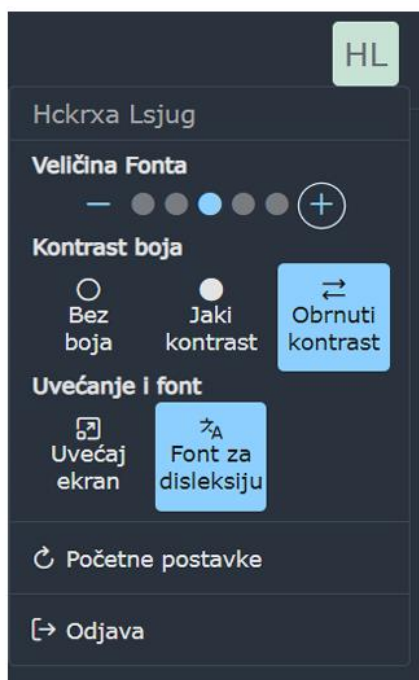 HL
Hckrxa Lsjug
Veličina Fonta
Kontrast boja
Bez boja
Jaki kontrast
Obrnuti kontrast
Uvećanje i font
Uvećaj ekran
Font za disleksiju
Početne postavke
Odjava